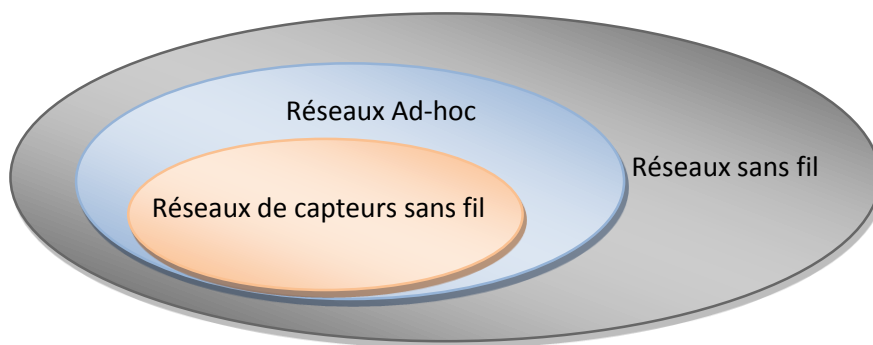 Réseaux Ad-hoc
Réseaux sans fil
Réseaux de capteurs sans fil